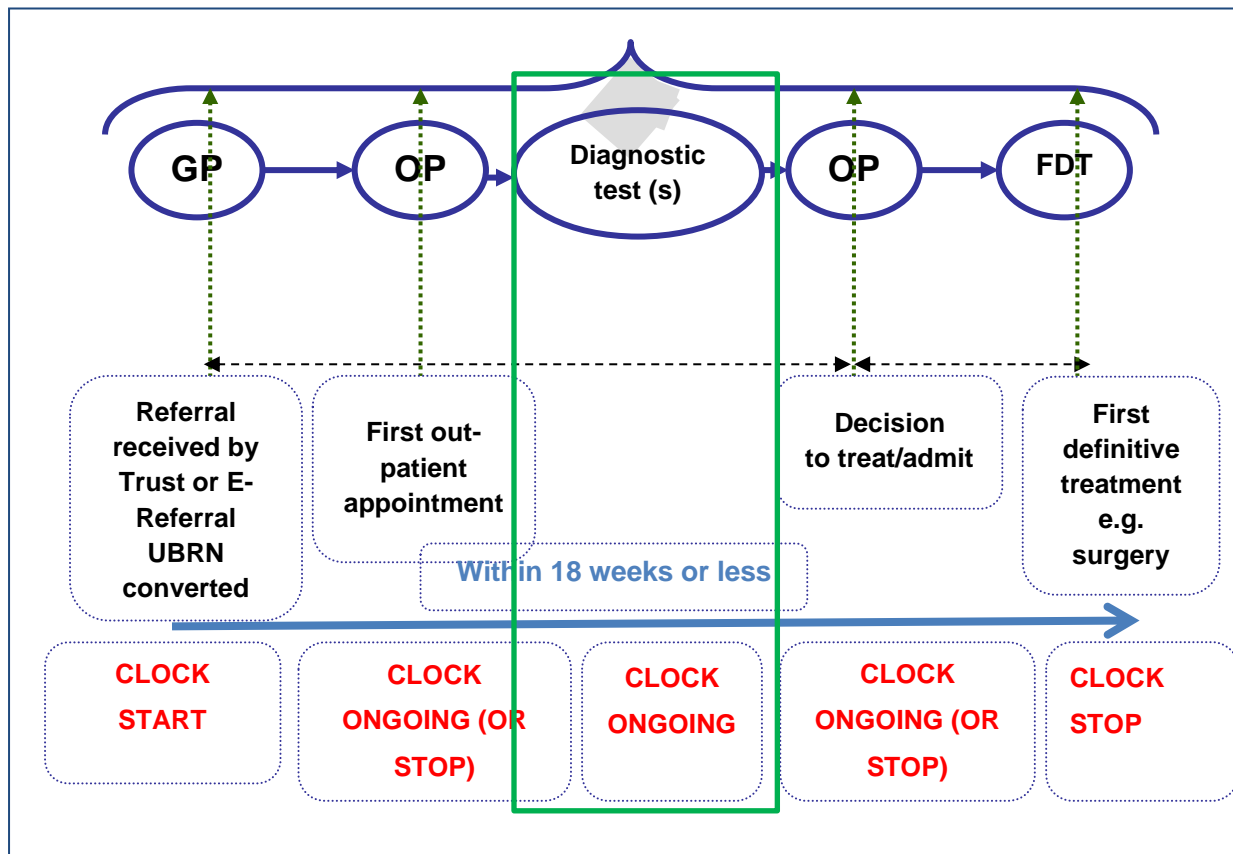 GP
OP
Diagnostic
test (s)
OP
FDT
Referral
received by
Trust or E-
Referral
UBRN
converted
First out-
patient
appointment
Decision
to treat/admit
First
definitive
treatment
e.g.
surgery
Within 18 weeks or less
CLOCK
START
CLOCK
ONGOING (OR
STOP)
CLOCK
ONGOING
CLOCK
ONGOING (OR
STOP)
CLOCK
STOP